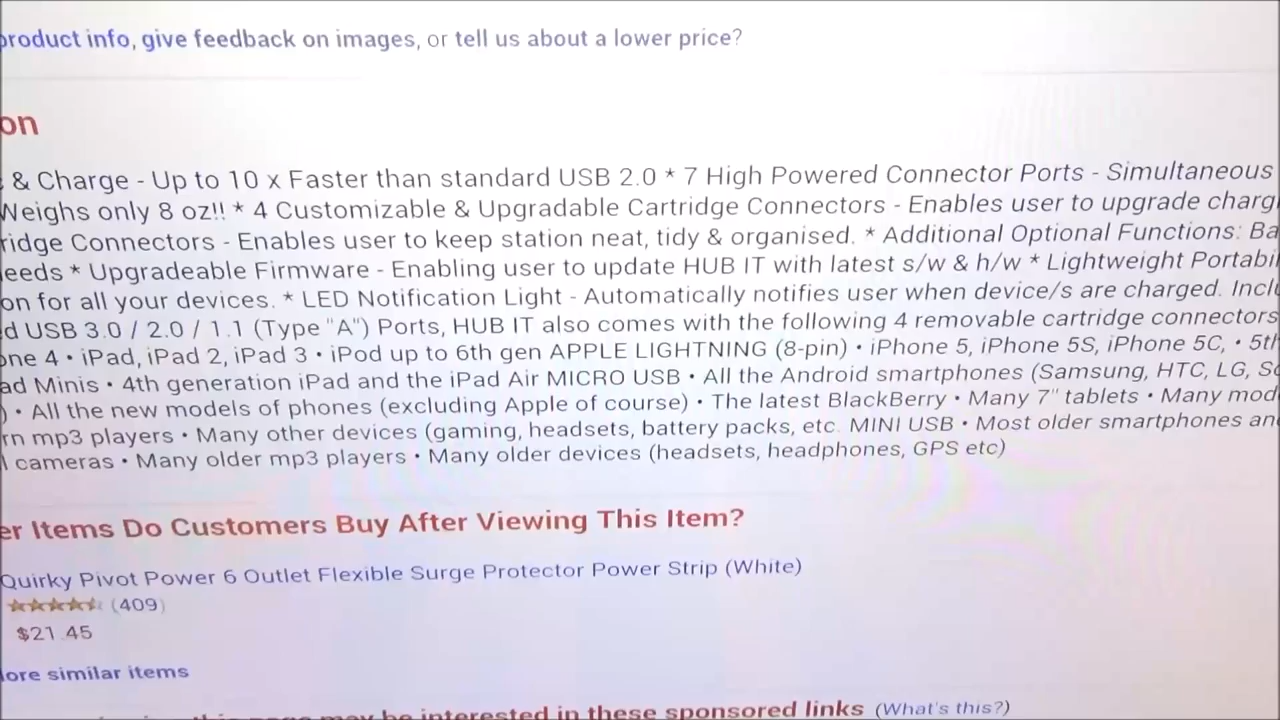 product info, give feedback on images, or tell us about a lower price?
on
& Charge - Up to 10 x Faster than standard USB 2.0 * 7 High Powered Connector Ports - Simultaneous
Weighs only 8 oz!! * 4 Customizable & Upgradable Cartridge Connectors - Enables user to upgrade chargi
ridge Connectors - Enables user to keep station neat, tidy & organised. * Additional Optional Functions: Ba
eeds * Upgradeable Firmware - Enabling user to update HUB IT with latest s/w & h/w * Lightweight Portabil
on for all your devices. * LED Notification Light - Automatically notifies user when device/s are charged. Inclu
d USB 3.0 / 2.0 / 1.1 (Type "A") Ports, HUB IT also comes with the following 4 removable cartridge connectors
one 4 • iPad, iPad 2, iPad 3 • iPod up to 6th gen APPLE LIGHTNING (8-pin) • iPhone 5, iPhone 5S, iPhone 5C, • 5th
ad Minis • 4th generation iPad and the iPad Air MICRO USB • All the Android smartphones (Samsung, HTC, LG, So
) • All the new models of phones (excluding Apple of course) • The latest BlackBerry • Many 7" tablets • Many mod
rn mp3 players • Many other devices (gaming, headsets, battery packs, etc. MINI USB • Most older smartphones an
l cameras • Many older mp3 players • Many older devices (headsets, headphones, GPS etc)
er Items Do Customers Buy After Viewing This Item?
Quirky Pivot Power 6 Outlet Flexible Surge Protector Power Strip (White)
(409)
$21.45
lore similar items
this page may be interested in these sponsored links (What's this?)